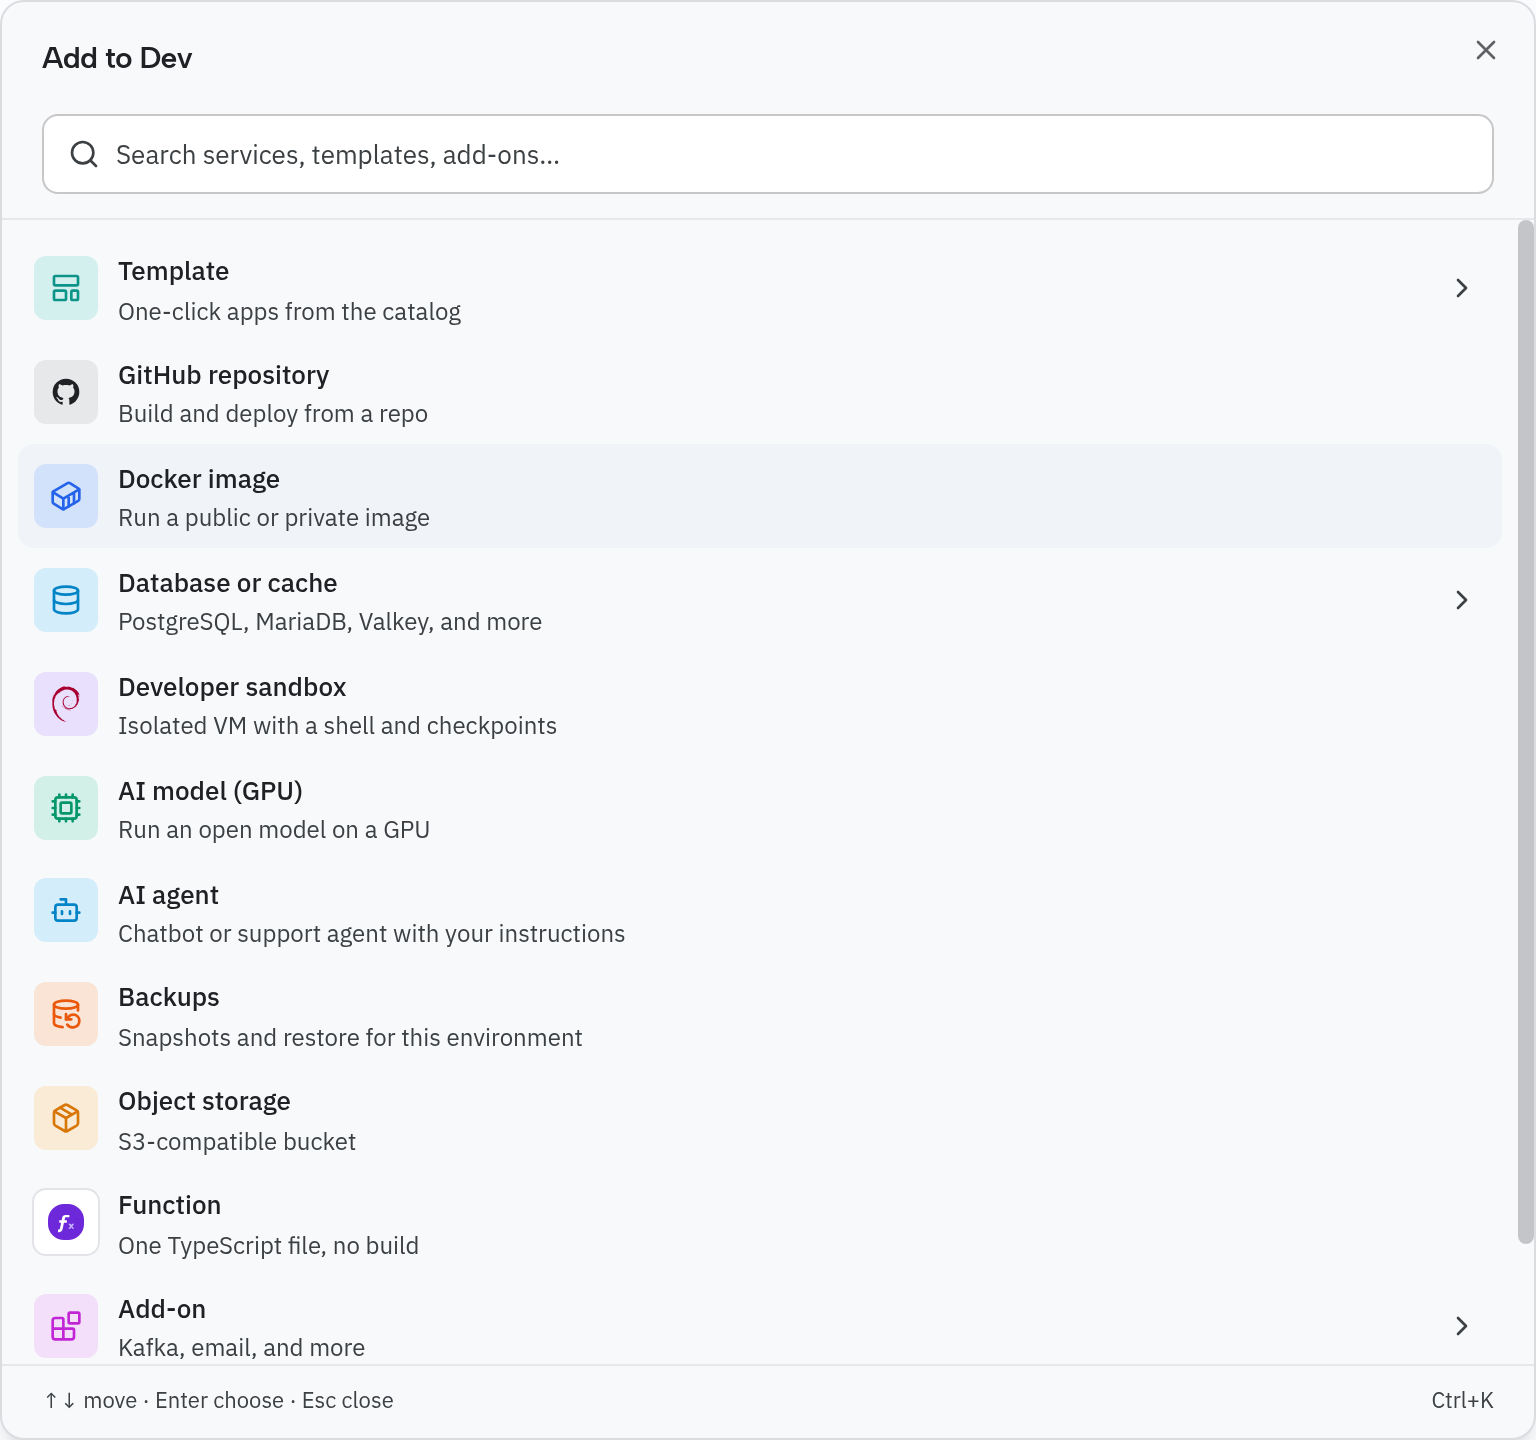 Add to Dev
Search services, templates, add-ons...
Template
One-click apps from the catalog
GitHub repository
Build and deploy from a repo
Docker image
Run a public or private image
Database or cache
PostgreSQL, MariaDB, Valkey, and more
Developer sandbox
Isolated VM with a shell and checkpoints
AI model (GPU)
Run an open model on a GPU
AI agent
Chatbot or support agent with your instructions
Backups
Snapshots and restore for this environment
Object storage
S3-compatible bucket
fx
Function
One TypeScript file, no build
Add-on
Kafka, email, and more
↑↓ move · Enter choose · Esc close
Ctrl+K